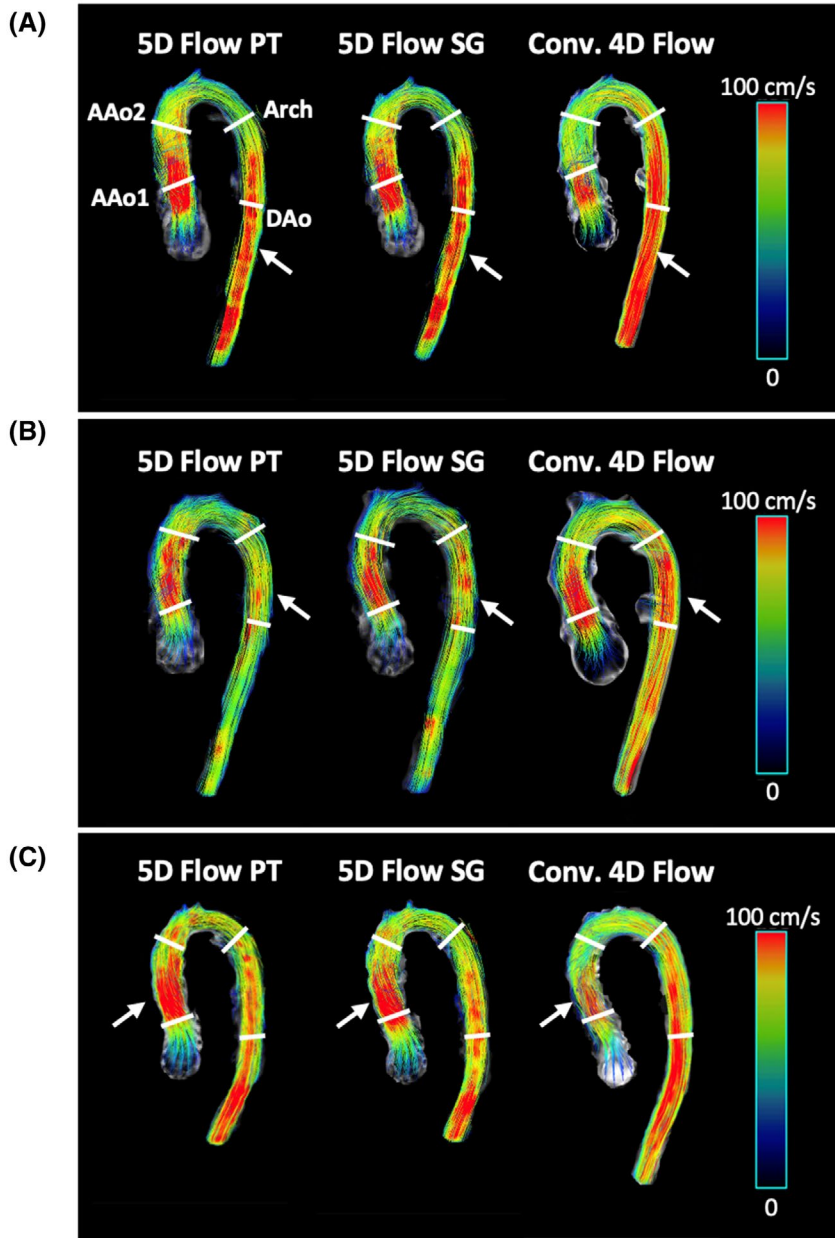 (A)
5D Flow PT 5D Flow SG Conv. 4D Flow
100 cm/s
AAo2 Arch
AAo1
DAo
0
(B)
5D Flow PT 5D Flow SG Conv. 4D Flow
100 cm/s
0
(C)
5D Flow PT 5D Flow SG Conv. 4D Flow
100 cm/s
0